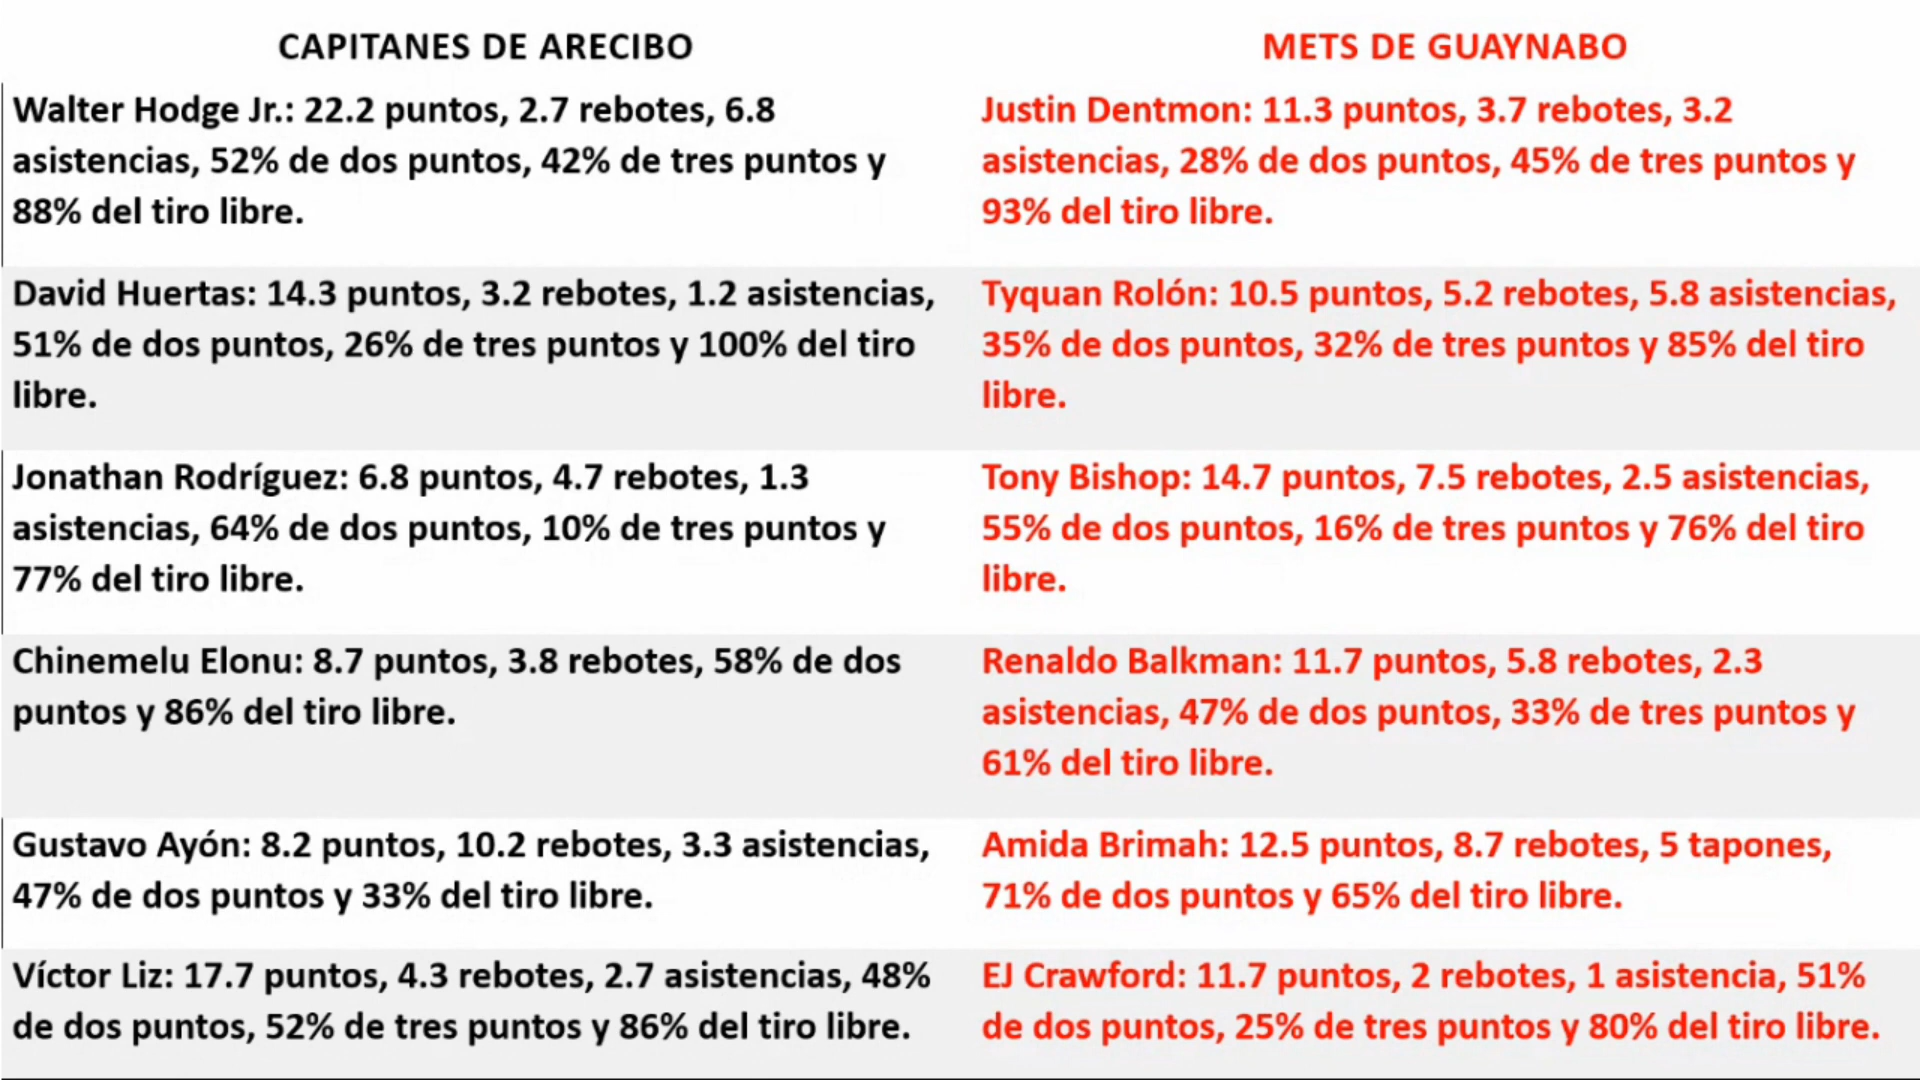 CAPITANES DE ARECIBO
Walter Hodge Jr.: 22.2 puntos, 2.7 rebotes, 6.8
asistencias, 52% de dos puntos, 42% de tres puntos y
88% del tiro libre.
David Huertas: 14.3 puntos, 3.2 rebotes, 1.2 asistencias,
51% de dos puntos, 26% de tres puntos y 100% del tiro
libre.
Jonathan Rodríguez: 6.8 puntos, 4.7 rebotes, 1.3
asistencias, 64% de dos puntos, 10% de tres puntos y
77% del tiro libre.
Chinemelu Elonu: 8.7 puntos, 3.8 rebotes, 58% de dos
puntos y 86% del tiro libre.
Gustavo Ayón: 8.2 puntos, 10.2 rebotes, 3.3 asistencias,
47% de dos puntos y 33% del tiro libre.
Víctor Liz: 17.7 puntos, 4.3 rebotes, 2.7 asistencias, 48%
de dos puntos, 52% de tres puntos y 86% del tiro libre.
METS DE GUAYNABO
Justin Dentmon: 11.3 puntos, 3.7 rebotes, 3.2
asistencias, 28% de dos puntos, 45% de tres puntos y
93% del tiro libre.
Tyquan Rolón: 10.5 puntos, 5.2 rebotes, 5.8 asistencias,
35% de dos puntos, 32% de tres puntos y 85% del tiro
libre.
Tony Bishop: 14.7 puntos, 7.5 rebotes, 2.5 asistencias,
55% de dos puntos, 16% de tres puntos y 76% del tiro
libre.
Renaldo Balkman: 11.7 puntos, 5.8 rebotes, 2.3
asistencias, 47% de dos puntos, 33% de tres puntos y
61% del tiro libre.
Amida Brimah: 12.5 puntos, 8.7 rebotes, 5 tapones,
71% de dos puntos y 65% del tiro libre.
EJ Crawford: 11.7 puntos, 2 rebotes, 1 asistencia, 51%
de dos puntos, 25% de tres puntos y 80% del tiro libre.